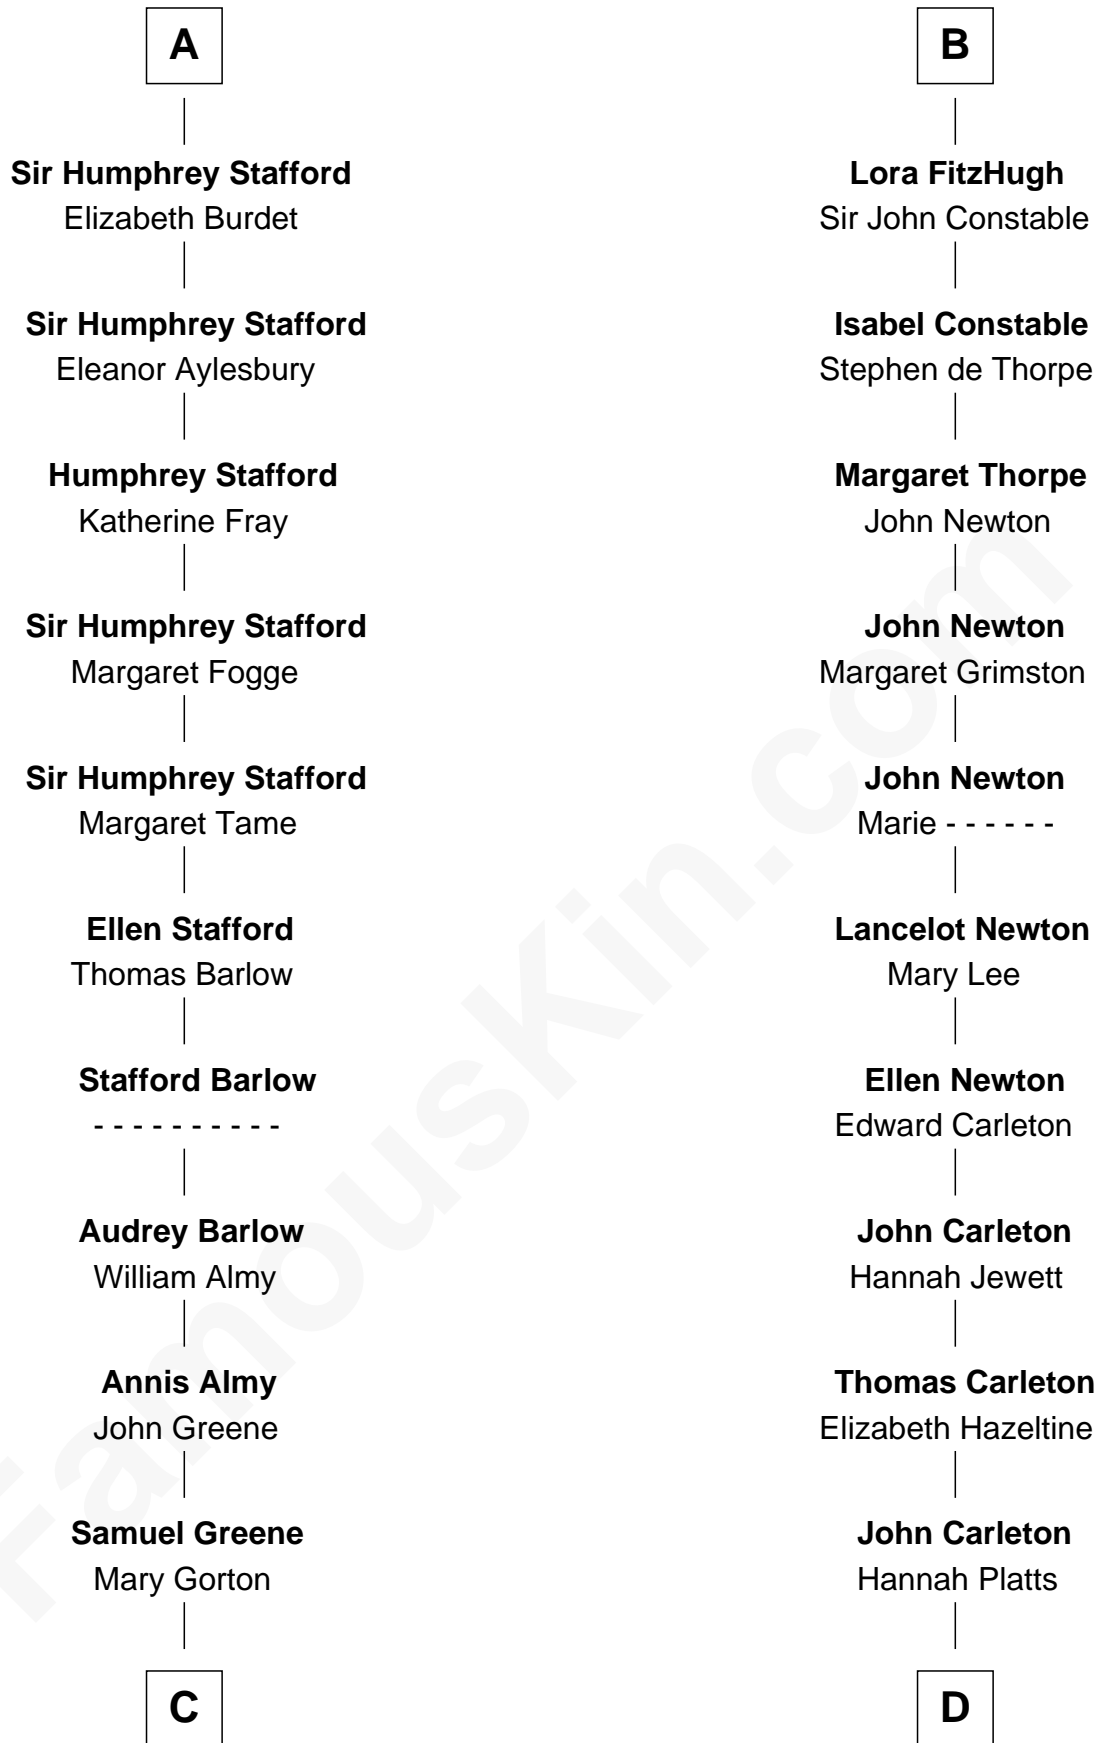 A
Sir Humphrey Stafford
Elizabeth Burdet
Sir Humphrey Stafford
Eleanor Aylesbury
Humphrey Stafford
Katherine Fray
Sir Humphrey Stafford
Margaret Fogge
Sir Humphrey Stafford
Margaret Tame
Ellen Stafford
Thomas Barlow
Stafford Barlow
- - - - - - - - - -
Audrey Barlow
William Almy
Annis Almy
John Greene
Samuel Greene
Mary Gorton
C
B
Lora FitzHugh
Sir John Constable
Isabel Constable
Stephen de Thorpe
Margaret Thorpe
John Newton
John Newton
Margaret Grimston
John Newton
Marie - - - - - -
Lancelot Newton
Mary Lee
Ellen Newton
Edward Carleton
John Carleton
Hannah Jewett
Thomas Carleton
Elizabeth Hazeltine
John Carleton
Hannah Platts
D
FamousKin.com